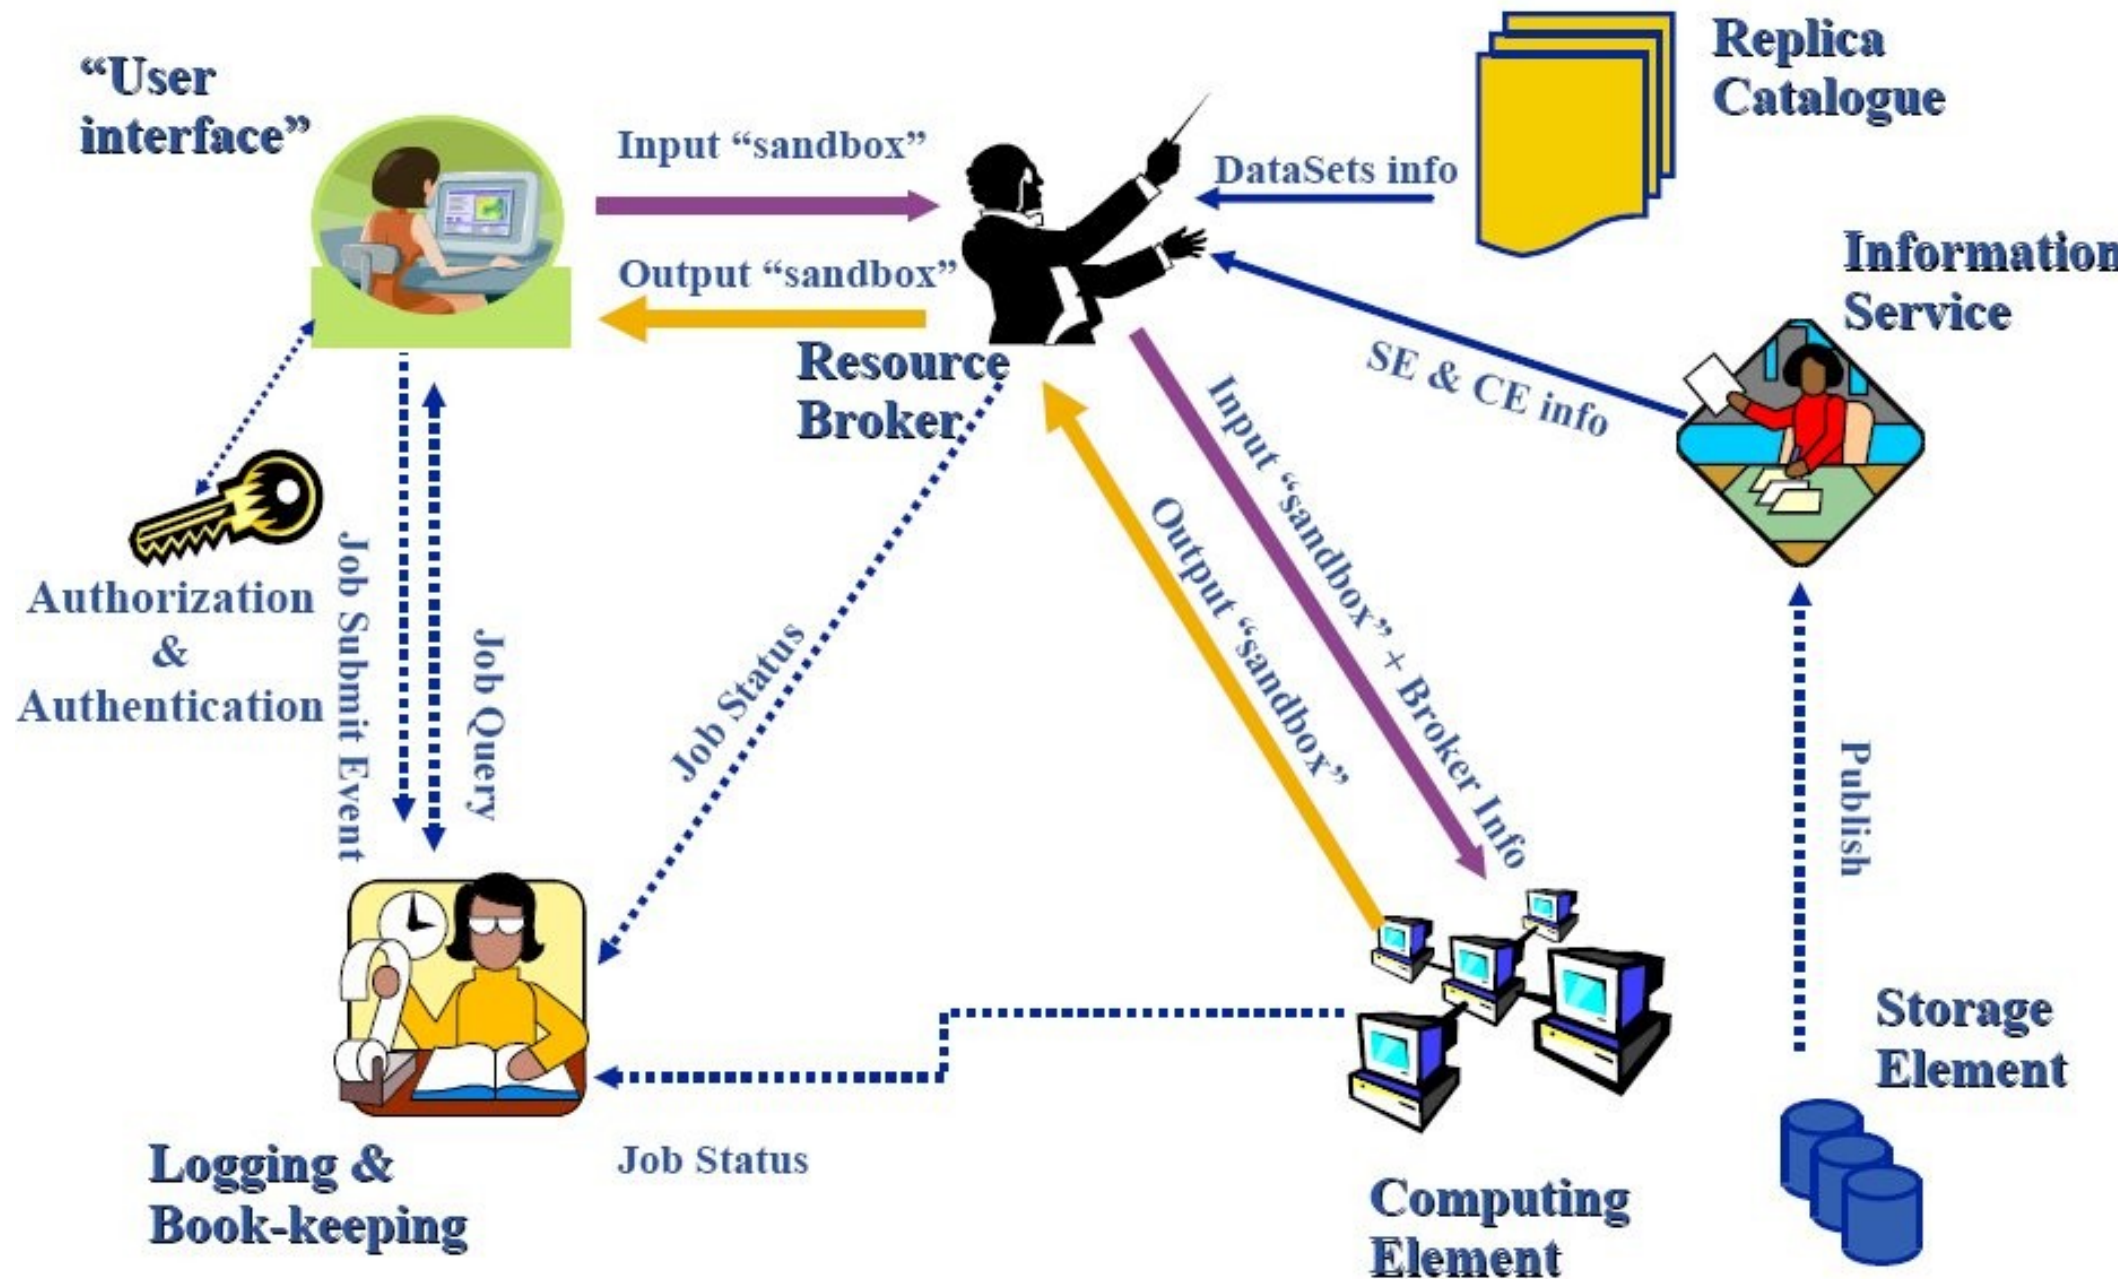 “User
interface”
Input “sandbox”
Output “sandbox”
Resource
Broker
DataSets info
Replica
Catalogue
Information
Service
SE & CE info
Input “sandbox” + Broker Info
Output “sandbox”
Authorization
&
Authentication
Job Submit Event
Job Query
Job Status
Publish
Storage
Element
Logging &
Book-keeping
Job Status
Computing
Element